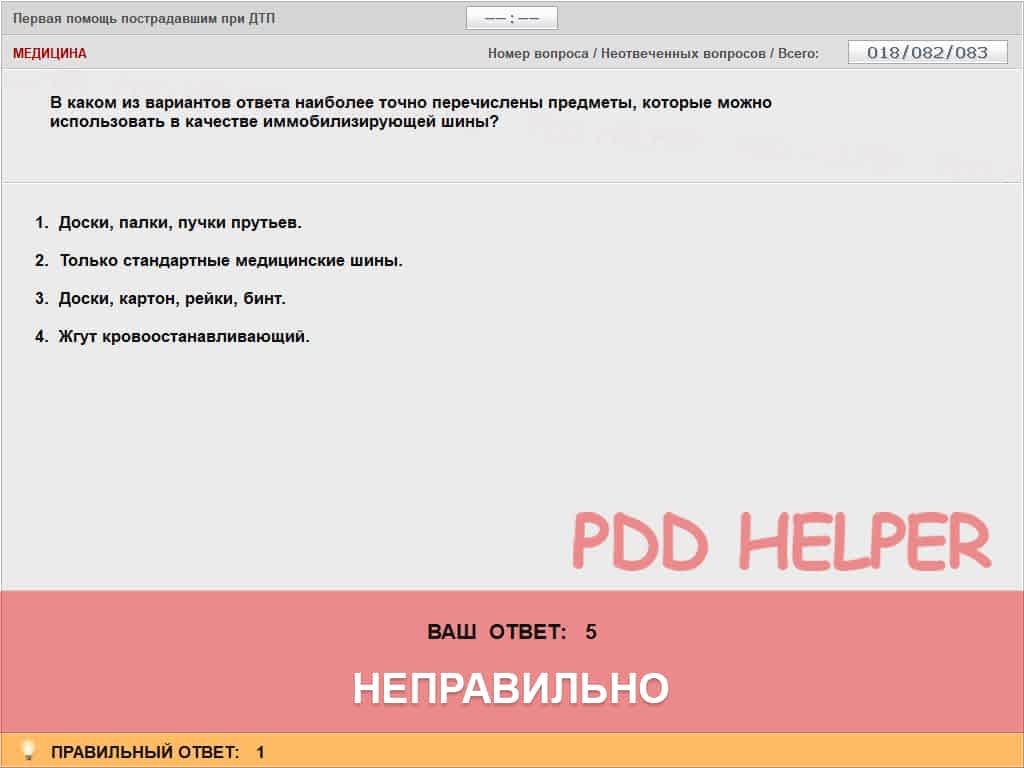 Первая помощь пострадавшим при ДТП
––:––
МЕДИЦИНА
Номер вопроса / Неотвеченных вопросов / Всего:
018/082/083
В каком из вариантов ответа наиболее точно перечислены предметы, которые можно
использовать в качестве иммобилизирующей шины?
1. Доски, палки, пучки прутьев.
2. Только стандартные медицинские шины.
3. Доски, картон, рейки, бинт.
4. Жгут кровоостанавливающий.
PDD HELPER
ВАШ ОТВЕТ: 5
НЕПРАВИЛЬНО
ПРАВИЛЬНЫЙ ОТВЕТ: 1